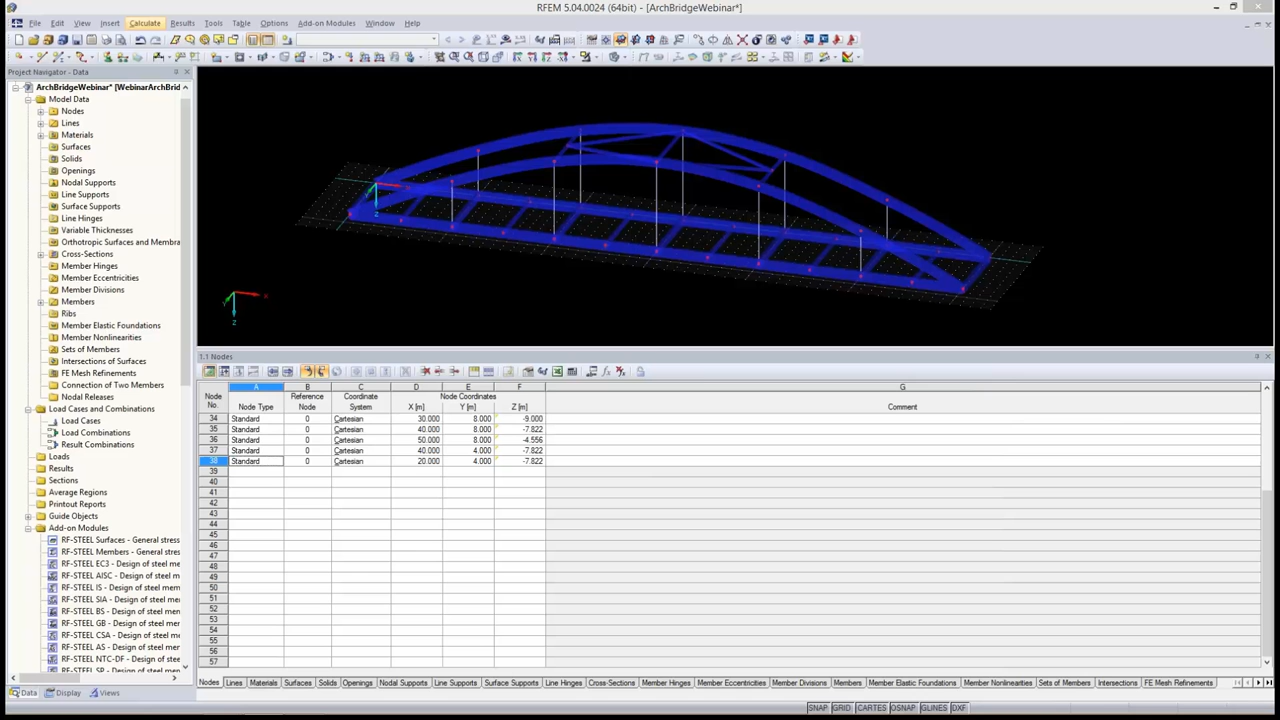 RFEM 5.04.0024 (64bit) - [ArchBridgeWebinar*]
File Edit View Insert Calculate Results Tools Table Options Add-on Modules Window Help
Project Navigator - Data
ArchBridgeWebinar* [WebinarArchBrid
Model Data
Nodes
Lines
Materials
Surfaces
Solids
Openings
Nodal Supports
Line Supports
Surface Supports
Line Hinges
Variable Thicknesses
Orthotropic Surfaces and Membra
Cross-Sections
Member Hinges
Member Eccentricities
Member Divisions
Members
Ribs
Member Elastic Foundations
Member Nonlinearities
Sets of Members
Intersections of Surfaces
FE Mesh Refinements
Connection of Two Members
Nodal Releases
Load Cases and Combinations
Load Cases
Load Combinations
Result Combinations
Loads
Results
Sections
Average Regions
Printout Reports
Guide Objects
Add-on Modules
RF-STEEL Surfaces - General stress
RF-STEEL Members - General stress
RF-STEEL EC3 - Design of steel mem
RF-STEEL AISC - Design of steel me
RF-STEEL IS - Design of steel mem
RF-STEEL SIA - Design of steel mem
RF-STEEL BS - Design of steel mem
RF-STEEL GB - Design of steel mem
RF-STEEL CSA - Design of steel mem
RF-STEEL AS - Design of steel mem
RF-STEEL NTC-DF - Design of steel
RF-STEEL SP - Design of steel mem
Data Display Views
X
Z
X
Y
Z
1.1 Nodes
A B C D E F G
Node Reference Coordinate Node Coordinates
No. Node Type Node System X [m] Y [m] Z [m] Comment
34 Standard 0 Cartesian 30.000 8.000 -9.000
35 Standard 0 Cartesian 40.000 8.000 -7.822
36 Standard 0 Cartesian 50.000 8.000 -4.556
37 Standard 0 Cartesian 40.000 4.000 -7.822
38 Standard 0 Cartesian 20.000 4.000 -7.822
39
40
41
42
43
44
45
46
47
48
49
50
51
52
53
54
55
56
57
Nodes Lines Materials Surfaces Solids Openings Nodal Supports Line Supports Surface Supports Line Hinges Cross-Sections Member Hinges Member Eccentricities Member Divisions Members Member Elastic Foundations Member Nonlinearities Sets of Members Intersections FE Mesh Refinements
SNAP GRID CARTES OSNAP GLINES DXF